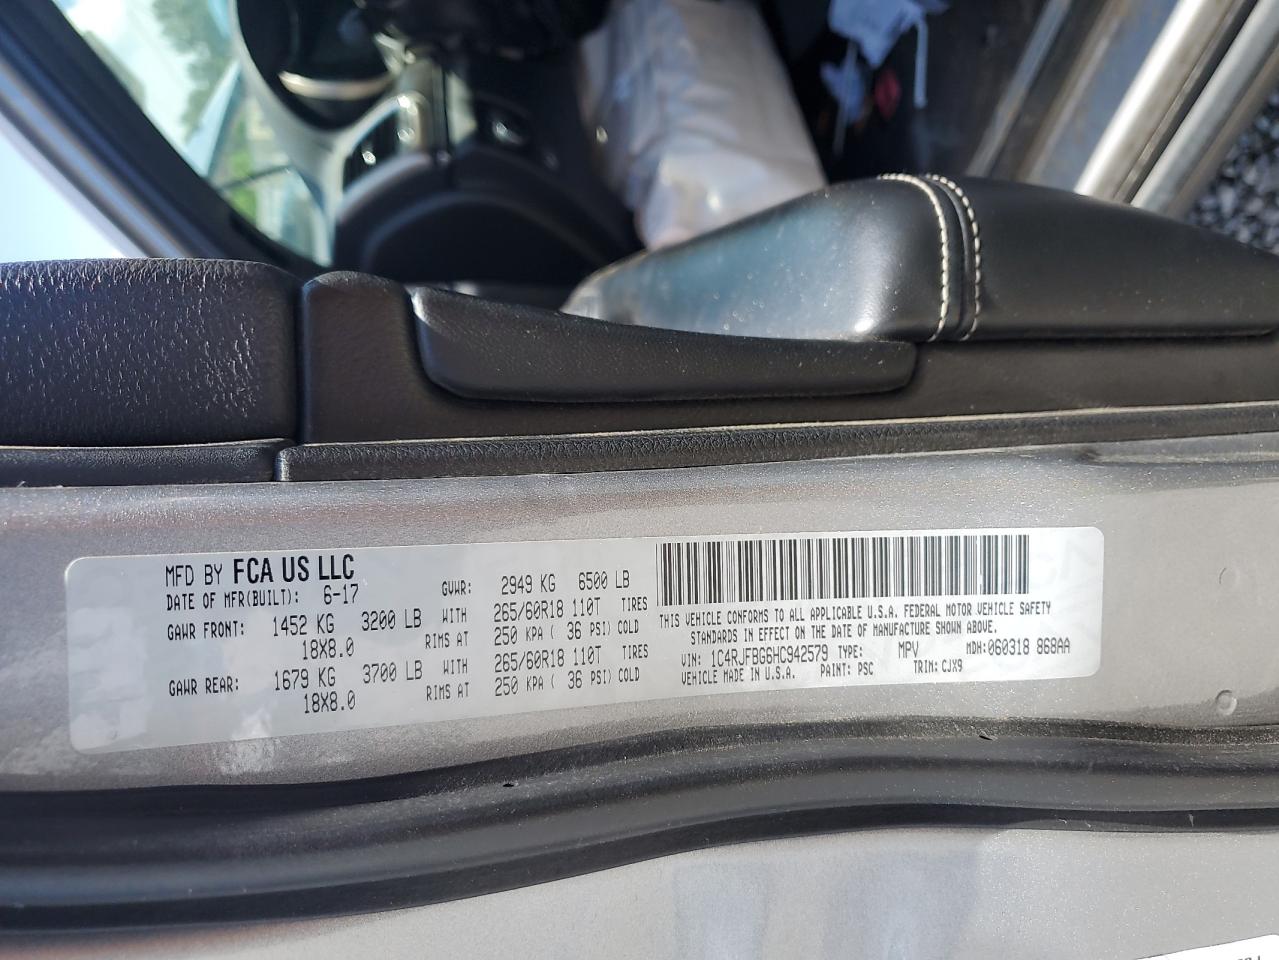 MFD BY FCA US LLC
DATE OF MFR(BUILT): 6-17
GVWR: 2949 KG 6500 LB
GAWR FRONT: 1452 KG 3200 LB WITH 265/60R18 110T TIRES
18X8.0 RIMS AT 250 KPA ( 36 PSI) COLD
GAWR REAR: 1679 KG 3700 LB WITH 265/60R18 110T TIRES
18X8.0 RIMS AT 250 KPA ( 36 PSI) COLD
THIS VEHICLE CONFORMS TO ALL APPLICABLE U.S.A. FEDERAL MOTOR VEHICLE SAFETY
STANDARDS IN EFFECT ON THE DATE OF MANUFACTURE SHOWN ABOVE.
VIN: 1C4RJFBG6HC942579 TYPE: MPV MDH:060318 868AA
VEHICLE MADE IN U.S.A. PAINT: PSC TRIM:CJX9